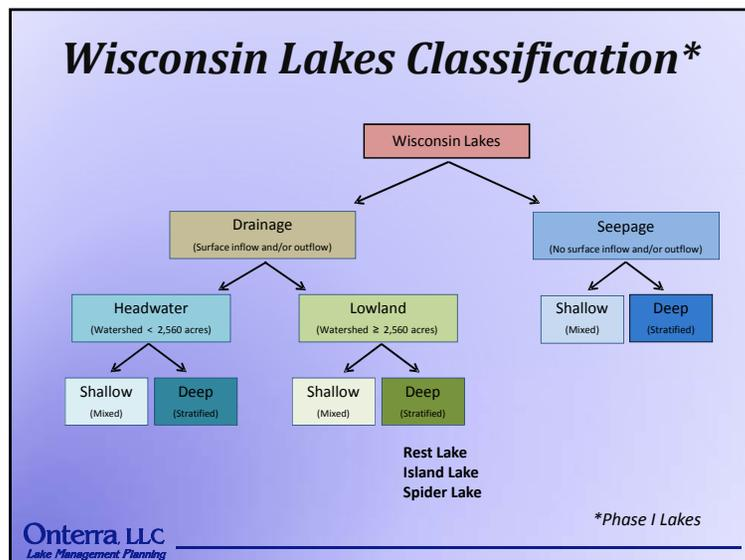 Wisconsin Lakes Classification*
Wisconsin Lakes
Drainage
(Surface inflow and/or outflow)
Seepage
(No surface inflow and/or outflow)
Headwater
(Watershed < 2,560 acres)
Lowland
(Watershed ≥ 2,560 acres)
Shallow
(Mixed)
Deep
(Stratified)
Shallow
(Mixed)
Deep
(Stratified)
Shallow
(Mixed)
Deep
(Stratified)
Rest Lake
Island Lake
Spider Lake
*Phase I Lakes
Onterra, LLC
Lake Management Planning